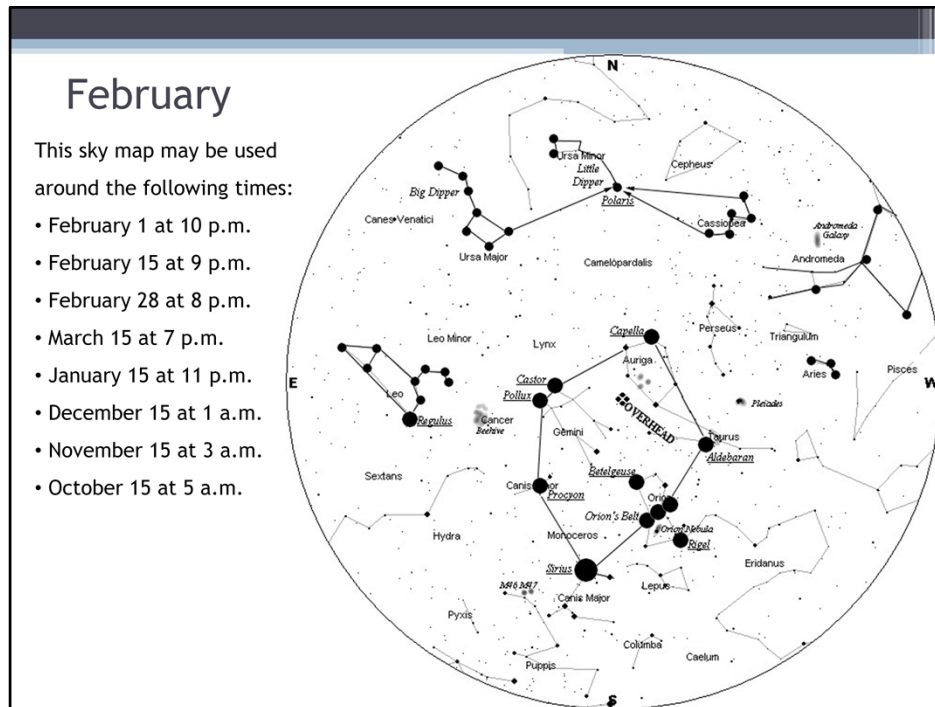 February
This sky map may be used
around the following times:
• February 1 at 10 p.m.
• February 15 at 9 p.m.
• February 28 at 8 p.m.
• March 15 at 7 p.m.
• January 15 at 11 p.m.
• December 15 at 1 a.m.
• November 15 at 3 a.m.
• October 15 at 5 a.m.
N
Ursa Minor
Little
Dipper
Polaris
Cepheus
Big Dipper
Canes Venatici
Ursa Major
Cassiopea
Andromeda
Galaxy
Andromeda
Camelopardalis
Capella
Perseus
Triangulum
Leo Minor
Lynx
Auriga
Aries
Pisces
E
W
Leo
Castor
Pollux
Regulus
Cancer
Beehive
Gemini
OVERHEAD
Pleiades
Taurus
Aldebaran
Sextans
Betelgeuse
Procyon
Orion
Orion's Belt
Orion Nebula
Rigel
Hydra
Monoceros
Eridanus
Sirius
Lepus
M46 M47
Canis Major
Pyxis
Columba
Caelum
Puppis
S